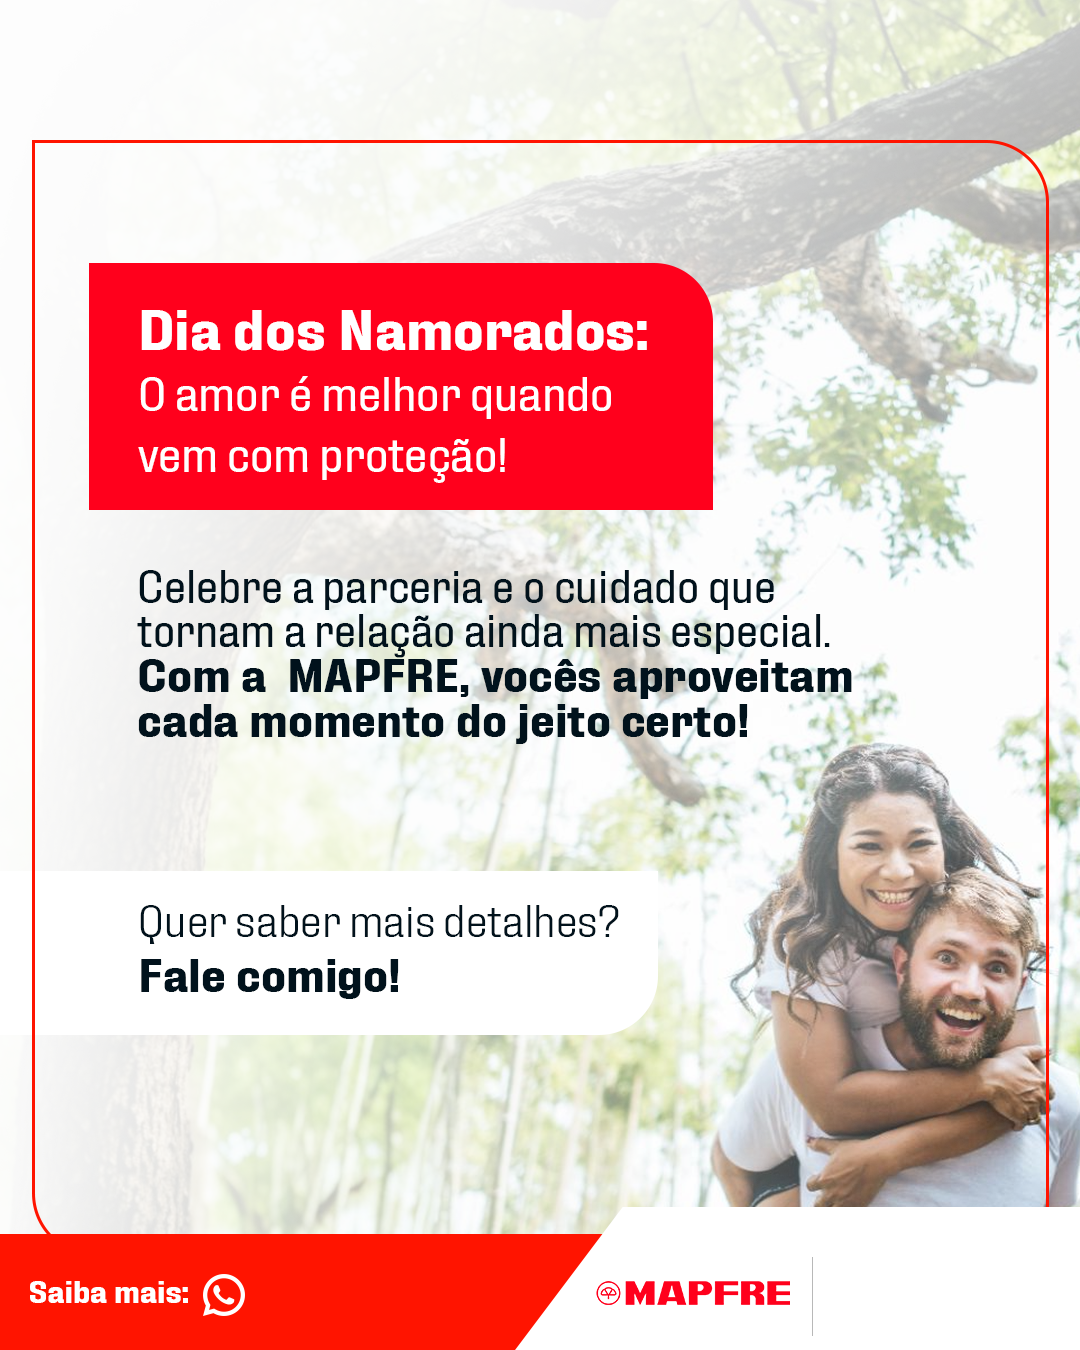 Dia dos Namorados:
O amor é melhor quando
vem com proteção!
Celebre a parceria e o cuidado que
tornam a relação ainda mais especial.
Com a  MAPFRE, vocês aproveitam
cada momento do jeito certo!
Quer saber mais detalhes?
Fale comigo!
Saiba mais:
MAPFRE